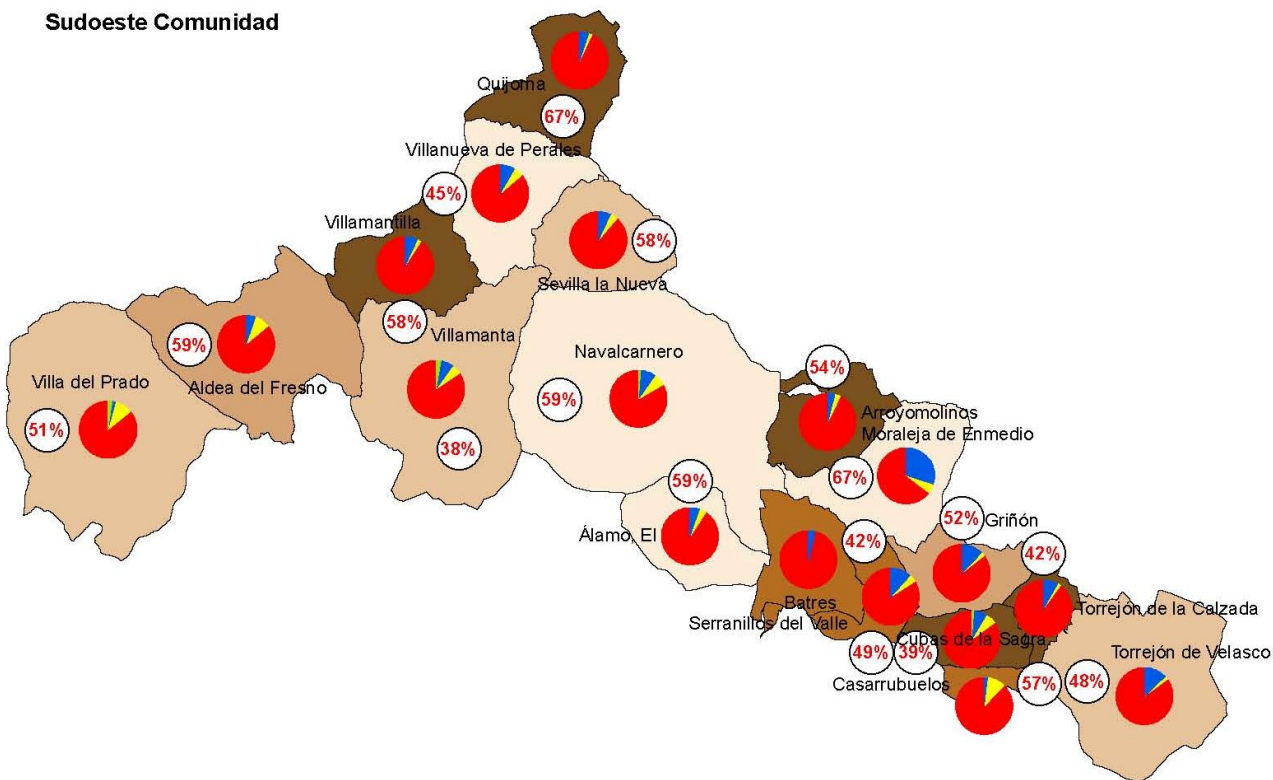 Sudoeste Comunidad
Quijorna
67%
Villanueva de Perales
45%
Villamantilla
58%
Sevilla la Nueva
58%
Villamanta
59%
Aldea del Fresno
Navalcarnero
54%
Villa del Prado
51%
59%
Arroyomolinos
Moraleja de Enmedio
38%
67%
59%
Álamo, El
52%
Griñón
42%
42%
Batres
Serranillos del Valle
Torrejón de la Calzada
Cubas de la Sagra
49%
39%
Torrejón de Velasco
Casarrubuelos
57%
48%